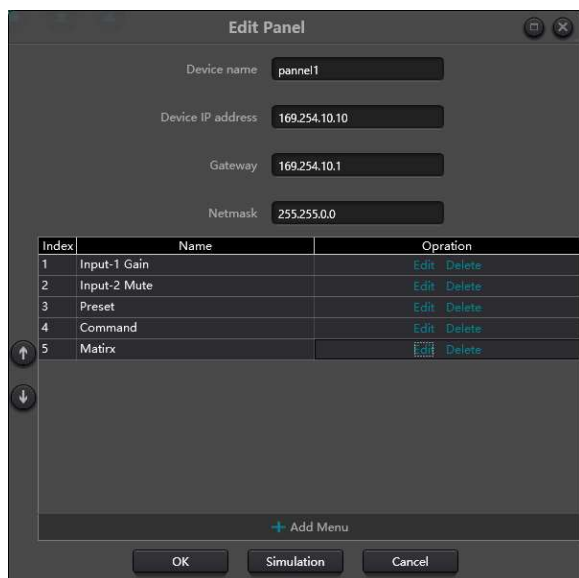 Edit Panel
Device name pannel1
Device IP address 169.254.10.10
Gateway 169.254.10.1
Netmask 255.255.0.0
Index Name Opration
1 Input-1 Gain Edit Delete
2 Input-2 Mute Edit Delete
3 Preset Edit Delete
4 Command Edit Delete
5 Matirx Edit Delete
+ Add Menu
OK Simulation Cancel